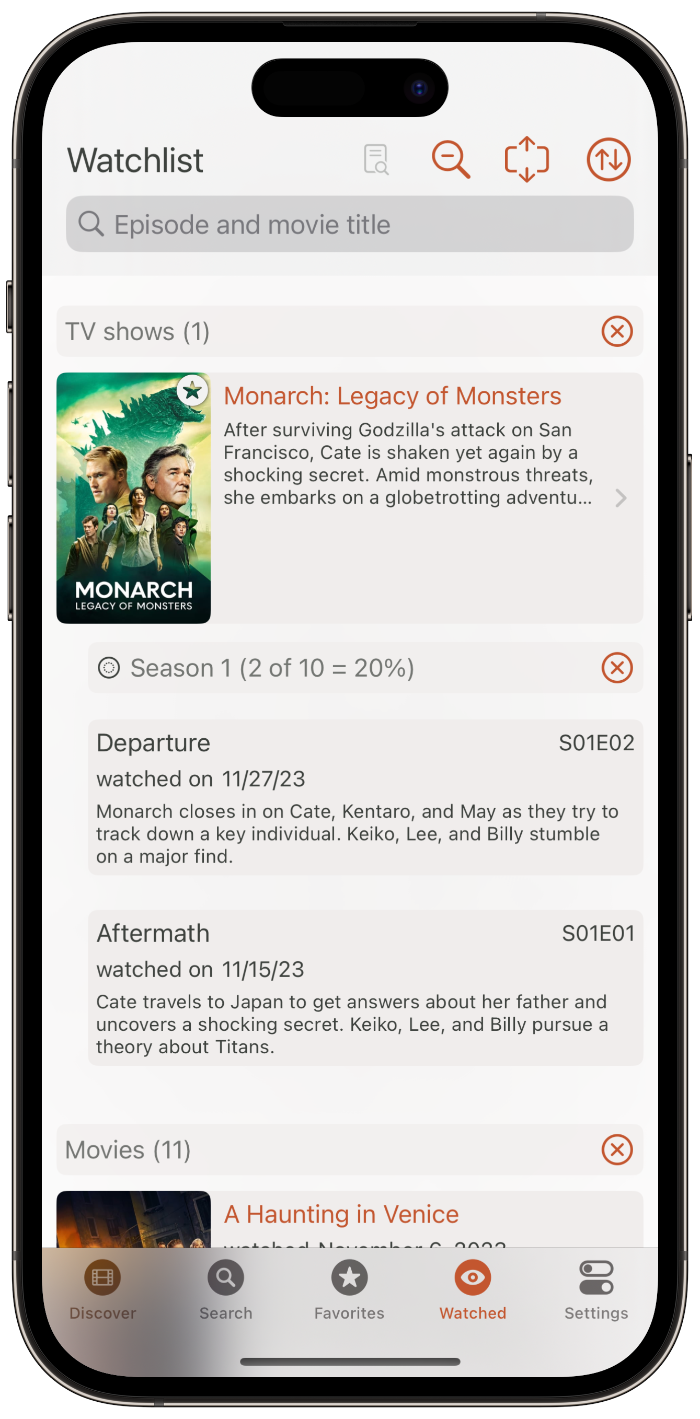 Watchlist
Episode and movie title
TV shows (1)
Monarch: Legacy of Monsters
After surviving Godzilla's attack on San
Francisco, Cate is shaken yet again by a
shocking secret. Amid monstrous threats,
she embarks on a globetrotting adventu...
MONARCH
LEGACY OF MONSTERS
Season 1 (2 of 10 = 20%)
Departure S01E02
watched on 11/27/23
Monarch closes in on Cate, Kentaro, and May as they try to
track down a key individual. Keiko, Lee, and Billy stumble
on a major find.
Aftermath S01E01
watched on 11/15/23
Cate travels to Japan to get answers about her father and
uncovers a shocking secret. Keiko, Lee, and Billy pursue a
theory about Titans.
Movies (11)
A Haunting in Venice
watched November 6, 2023
Discover Search Favorites Watched Settings